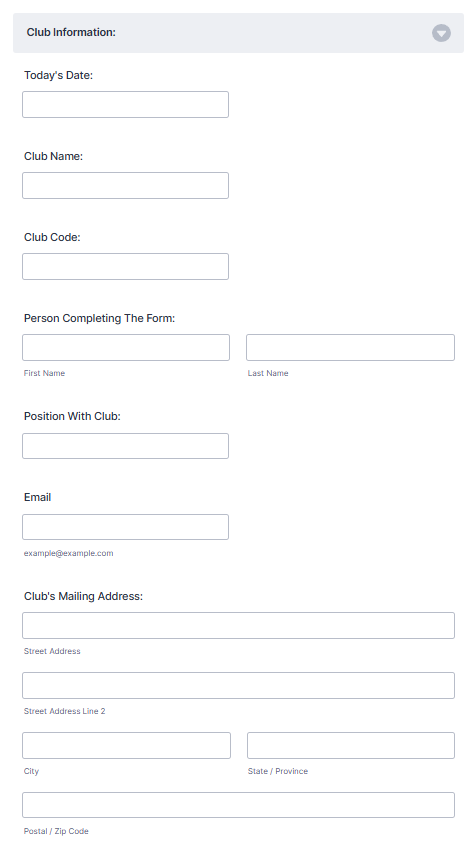 Club Information:
Today's Date:
Club Name:
Club Code:
Person Completing The Form:
First Name Last Name
Position With Club:
Email
example@example.com
Club's Mailing Address:
Street Address
Street Address Line 2
City State / Province
Postal / Zip Code